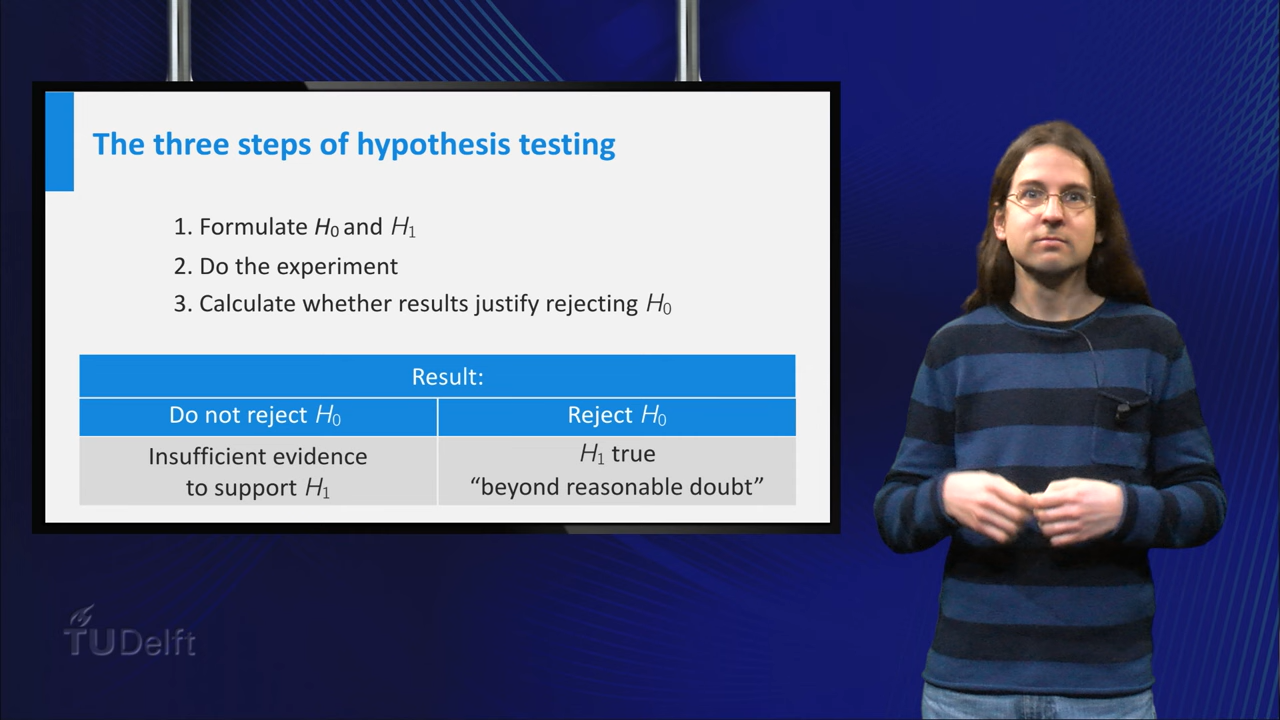 The three steps of hypothesis testing
1. Formulate H₀ and H₁
2. Do the experiment
3. Calculate whether results justify rejecting H₀
Result:
Do not reject H₀
Reject H₀
Insufficient evidence
to support H₁
H₁ true
“beyond reasonable doubt”
TUDelft